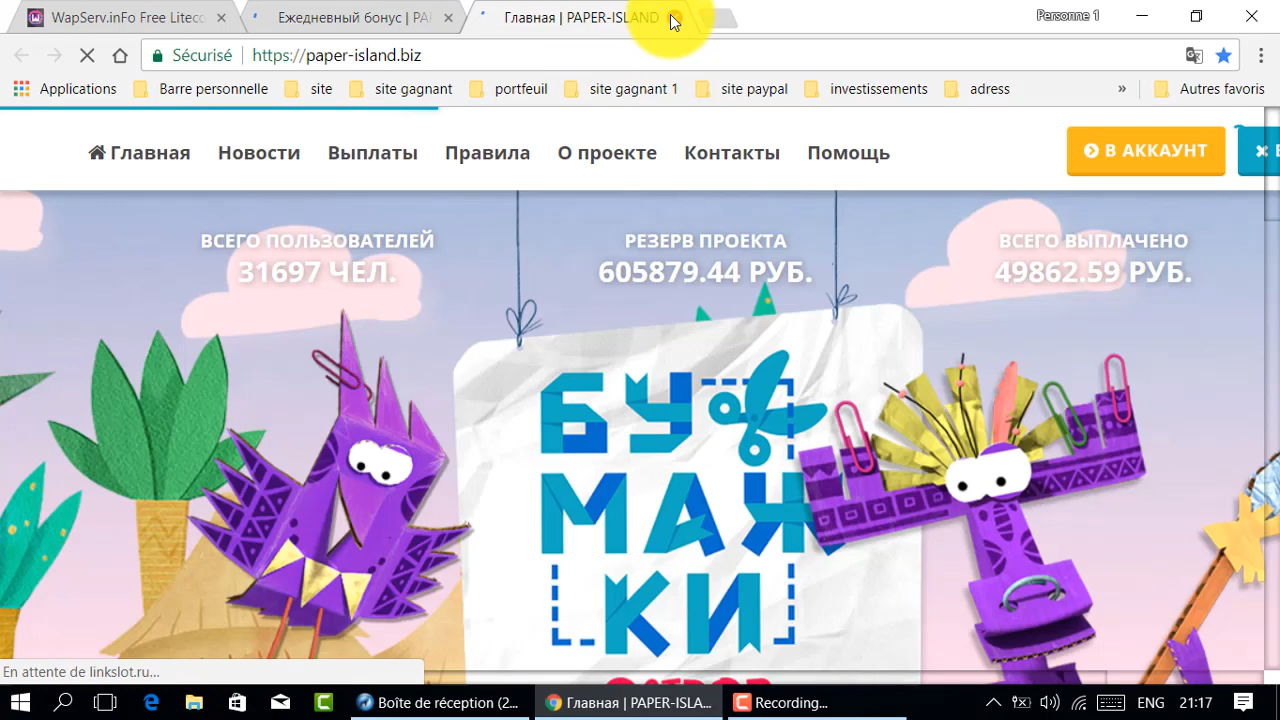 WapServ.inFo Free Litecc
Ежедневный бонус | PA
Главная | PAPER-ISLAND
Personne 1
Sécurisé
https://paper-island.biz
Applications
Barre personnelle
site
site gagnant
portfeuil
site gagnant 1
site paypal
investissements
adress
»
Autres favoris
Главная
Новости
Выплаты
Правила
О проекте
Контакты
Помощь
В АККАУНТ
ВСЕГО ПОЛЬЗОВАТЕЛЕЙ
31697 ЧЕЛ.
РЕЗЕРВ ПРОЕКТА
605879.44 РУБ.
ВСЕГО ВЫПЛАЧЕНО
49862.59 РУБ.
БУ
МАЖ
КИ
ОСТРОВ
En attente de linkslot.ru...
Boîte de réception (2...
Главная | PAPER-ISLA...
Recording...
ENG
21:17